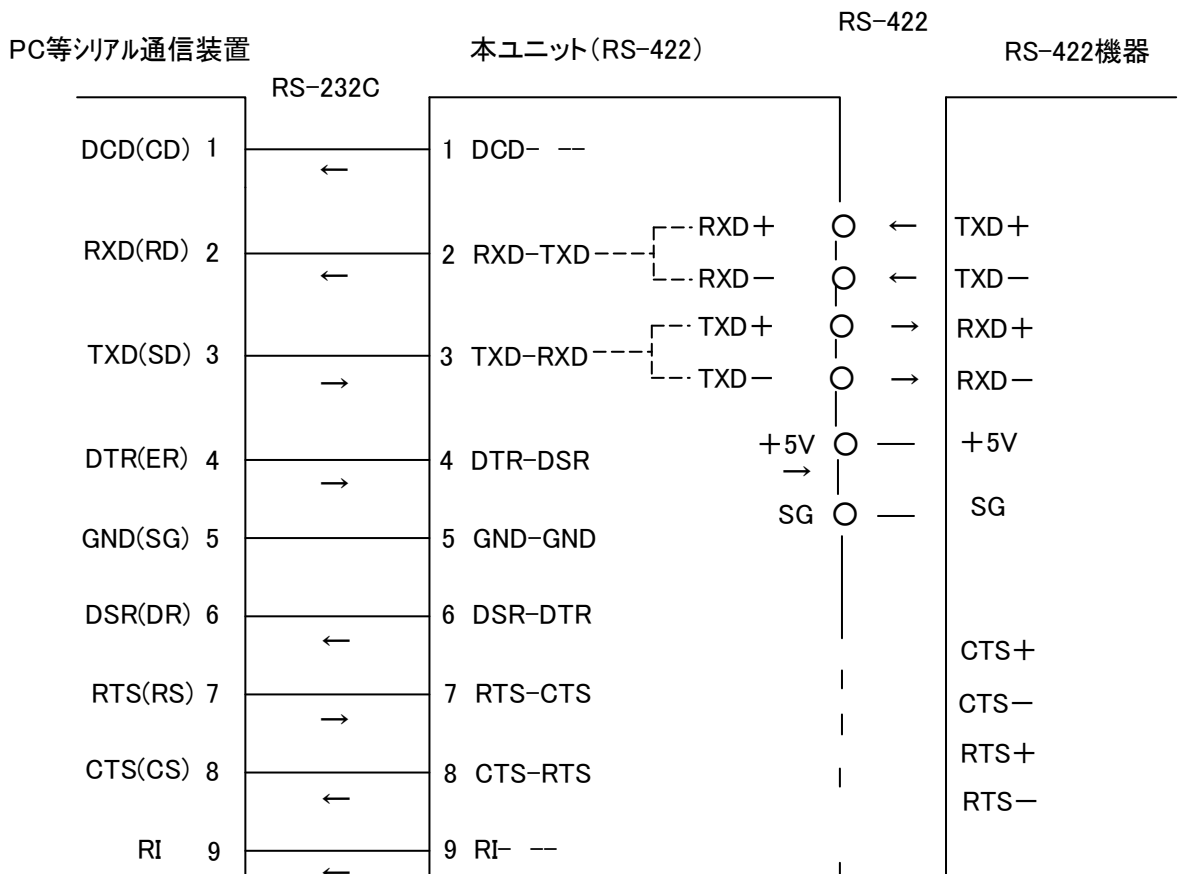 RS-422
PC等シリアル通信装置 本ユニット(RS-422) RS-422機器
RS-232C
DCD(CD) 1 1 DCD- --
←
RXD+ ← TXD+
RXD(RD) 2 2 RXD-TXD
← RXD- ← TXD-
TXD+ → RXD+
TXD(SD) 3 3 TXD-RXD
→ TXD- → RXD-
+5V +5V
DTR(ER) 4 4 DTR-DSR →
→
SG SG
GND(SG) 5 5 GND-GND
DSR(DR) 6 6 DSR-DTR
← CTS+
RTS(RS) 7 7 RTS-CTS CTS-
→
RTS+
CTS(CS) 8 8 CTS-RTS
← RTS-
RI 9 9 RI- --
←